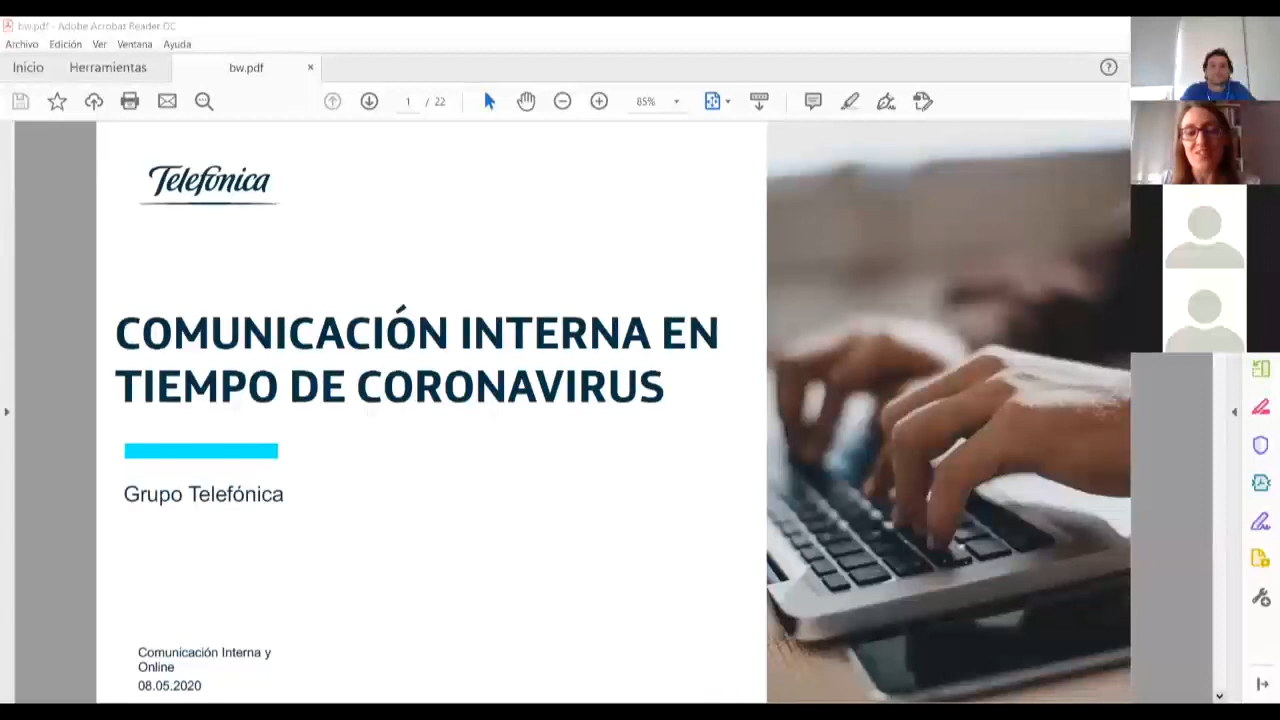 bw.pdf - Adobe Acrobat Reader DC
Archivo Edición Ver Ventana Ayuda
Inicio Herramientas bw.pdf ×
1 / 22 85%
Telefónica
COMUNICACIÓN INTERNA EN
TIEMPO DE CORONAVIRUS
Grupo Telefónica
Comunicación Interna y
Online
08.05.2020